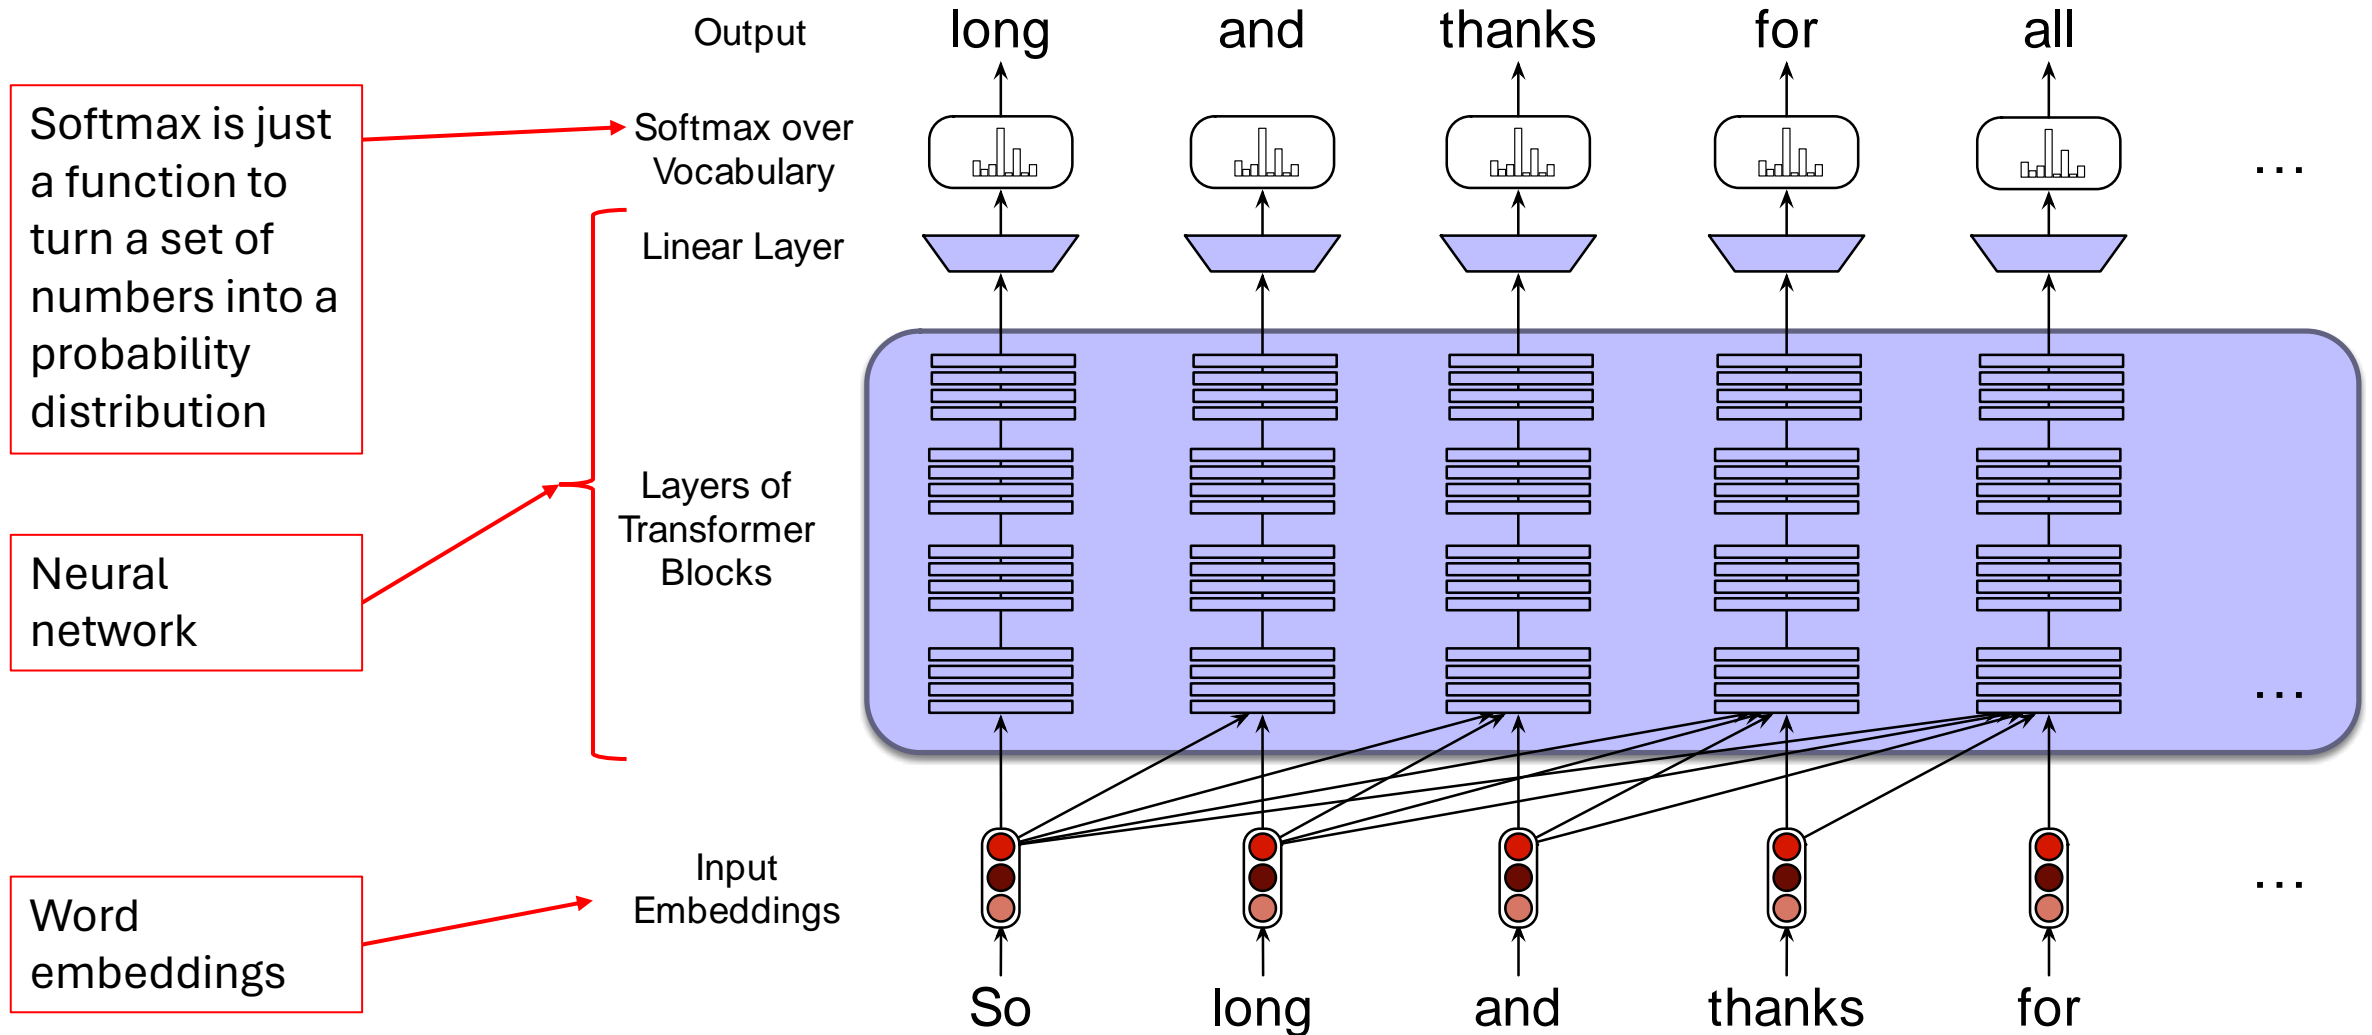 Output
long and thanks for all
Softmax is just
a function to
turn a set of
numbers into a
probability
distribution
Softmax over
Vocabulary
...
Linear Layer
Neural
network
Layers of
Transformer
Blocks
...
Word
embeddings
Input
Embeddings
...
So long and thanks for